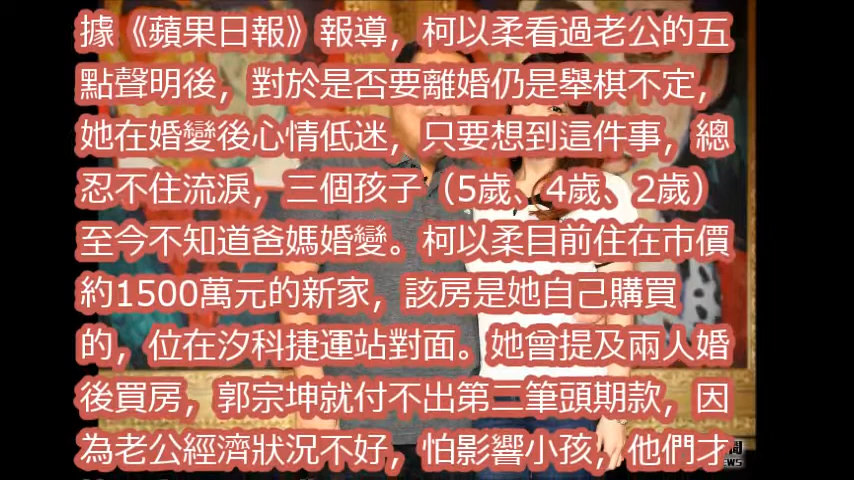 據《蘋果日報》報導，柯以柔看過老公的五
點聲明後，對於是否要離婚仍是舉棋不定，
她在婚變後心情低迷，只要想到這件事，總
忍不住流淚，三個孩子（5歲、4歲、2歲）
至今不知道爸媽婚變。柯以柔目前住在市價
約1500萬元的新家，該房是她自己購買
的，位在汐科捷運站對面。她曾提及兩人婚
後買房，郭宗坤就付不出第二筆頭期款，因
為老公經濟狀況不好，怕影響小孩，他們才